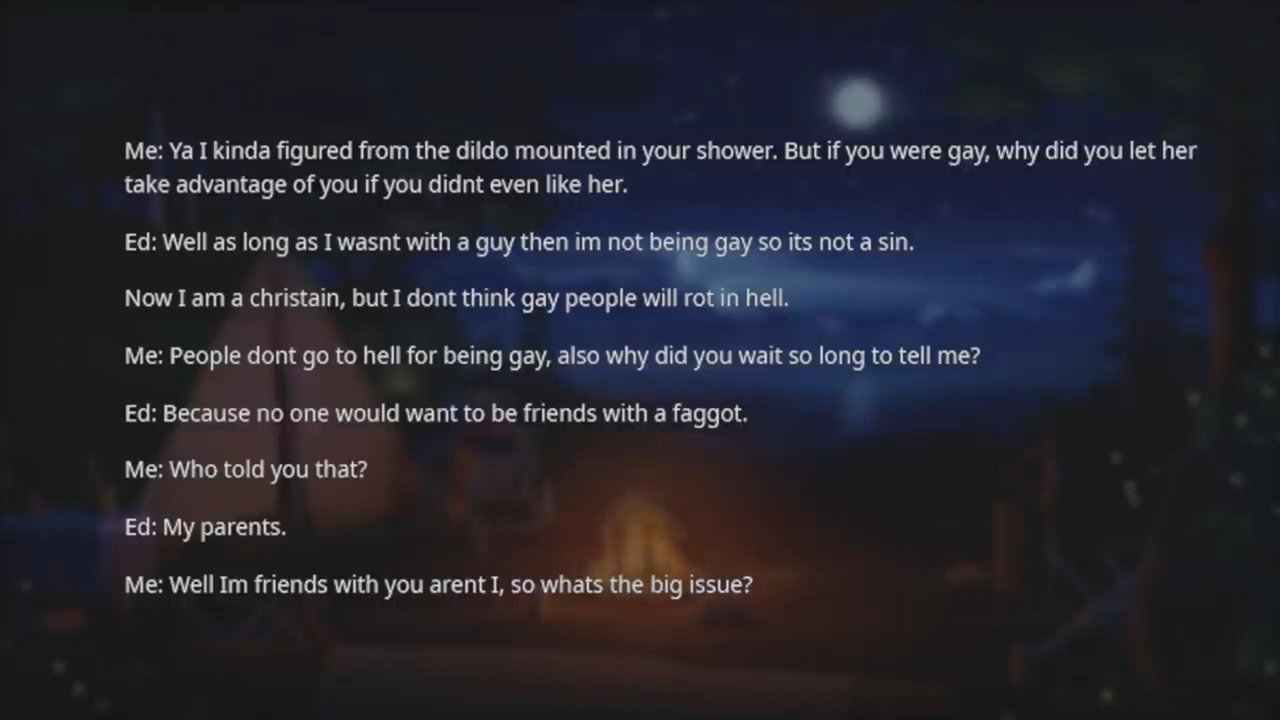 Me: Ya I kinda figured from the dildo mounted in your shower. But if you were gay, why did you let her
take advantage of you if you didnt even like her.
Ed: Well as long as I wasnt with a guy then im not being gay so its not a sin.
Now I am a christain, but I dont think gay people will rot in hell.
Me: People dont go to hell for being gay, also why did you wait so long to tell me?
Ed: Because no one would want to be friends with a faggot.
Me: Who told you that?
Ed: My parents.
Me: Well Im friends with you arent I, so whats the big issue?